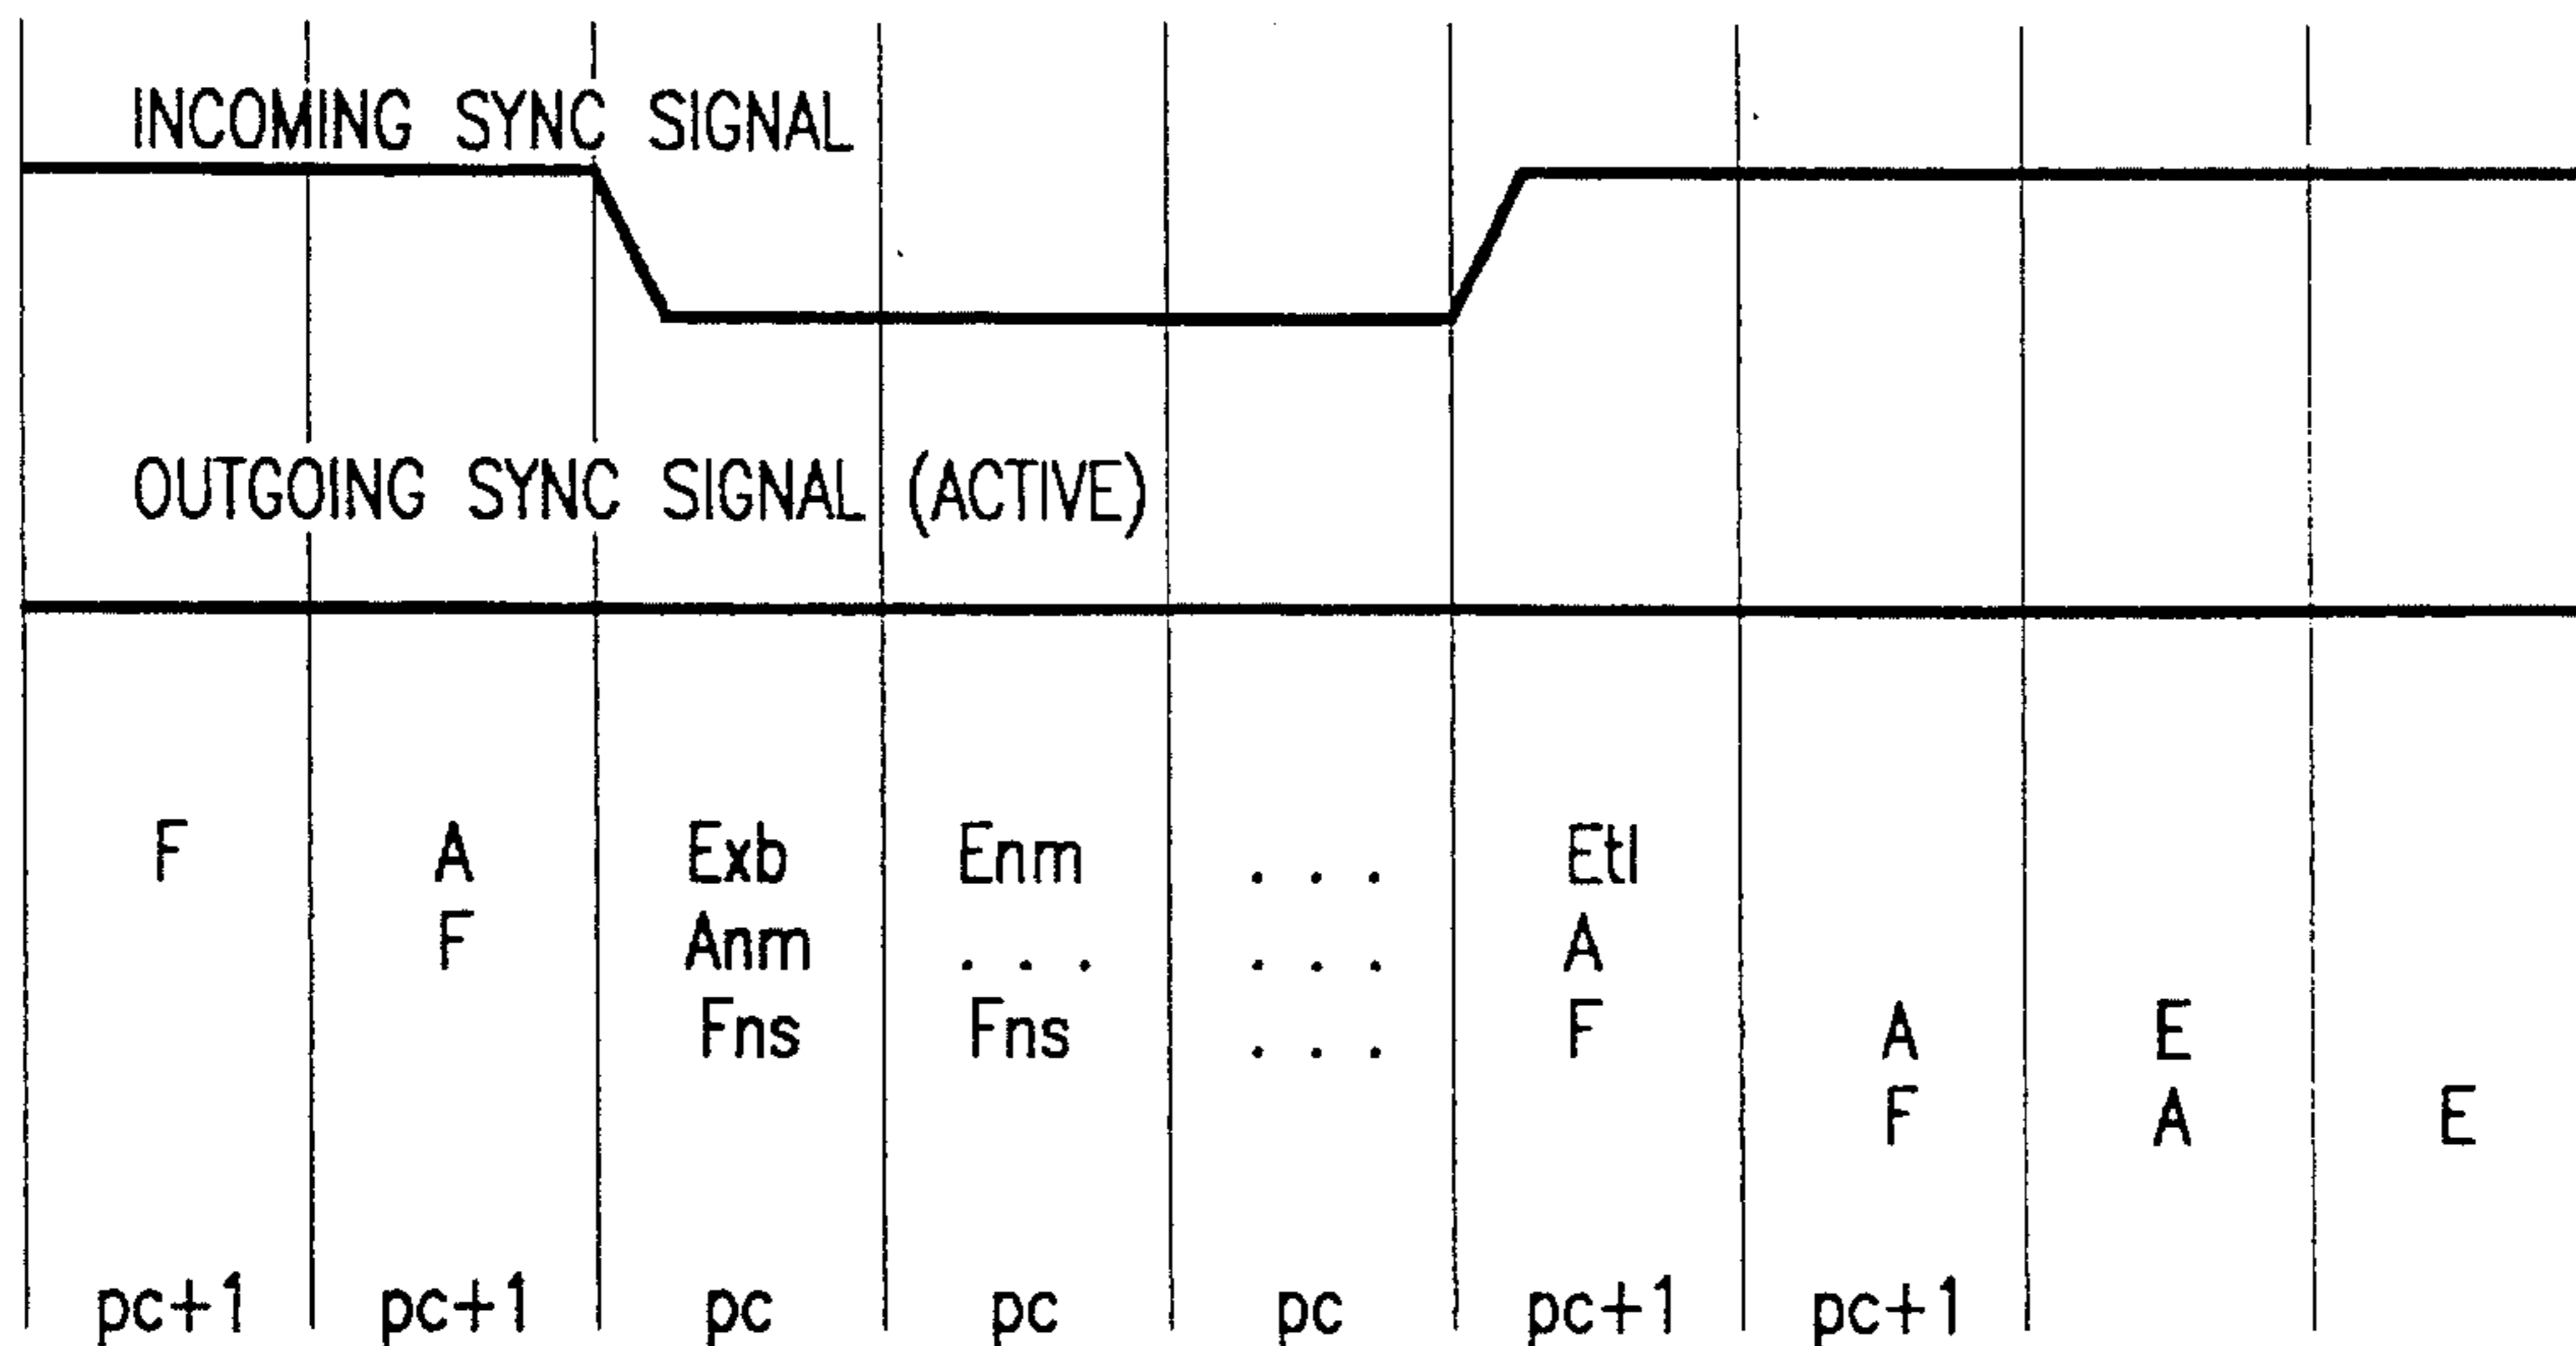 INCOMING SYNC SIGNAL
OUTGOING SYNC SIGNAL (ACTIVE)
F A Exb Enm . . . Etl
F Anm . . . . . . A
Fns Fns . . . F A E
F A E
pc+1 pc+1 pc pc pc pc+1 pc+1